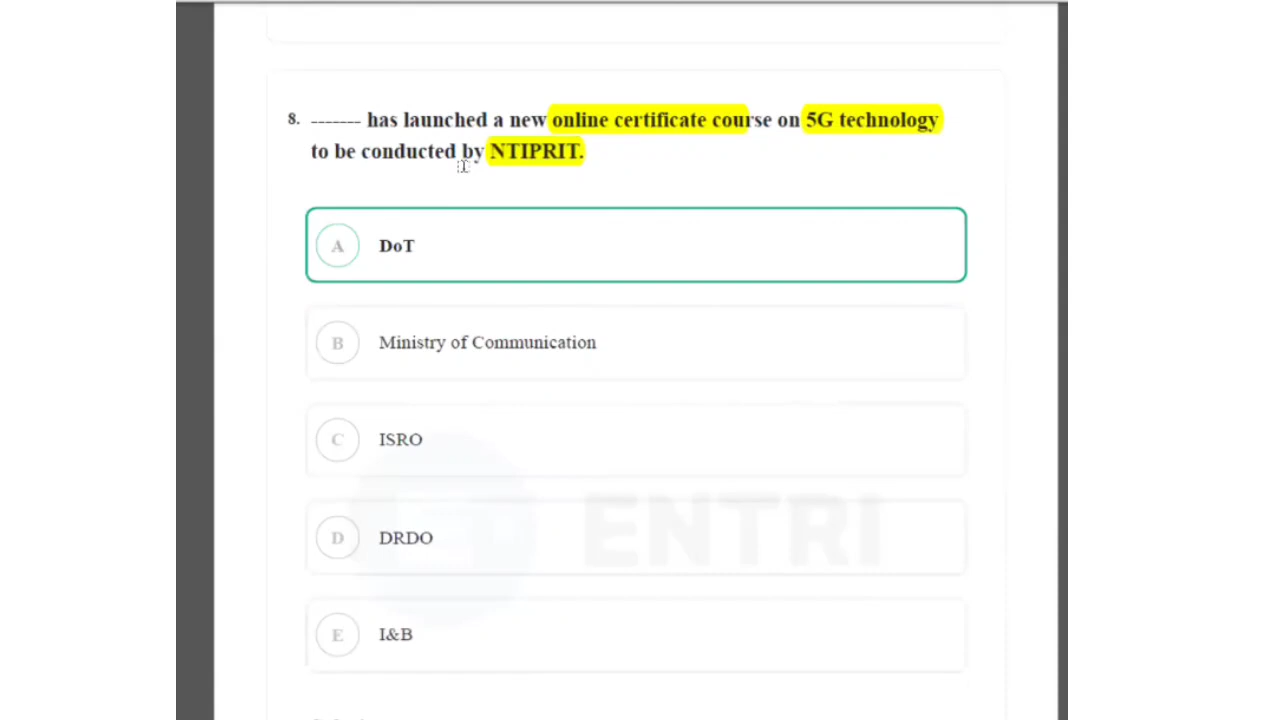 8. ------- has launched a new online certificate course on 5G technology
to be conducted by NTIPRIT.
A DoT
B Ministry of Communication
C ISRO
ENTRI
D DRDO
E I&B